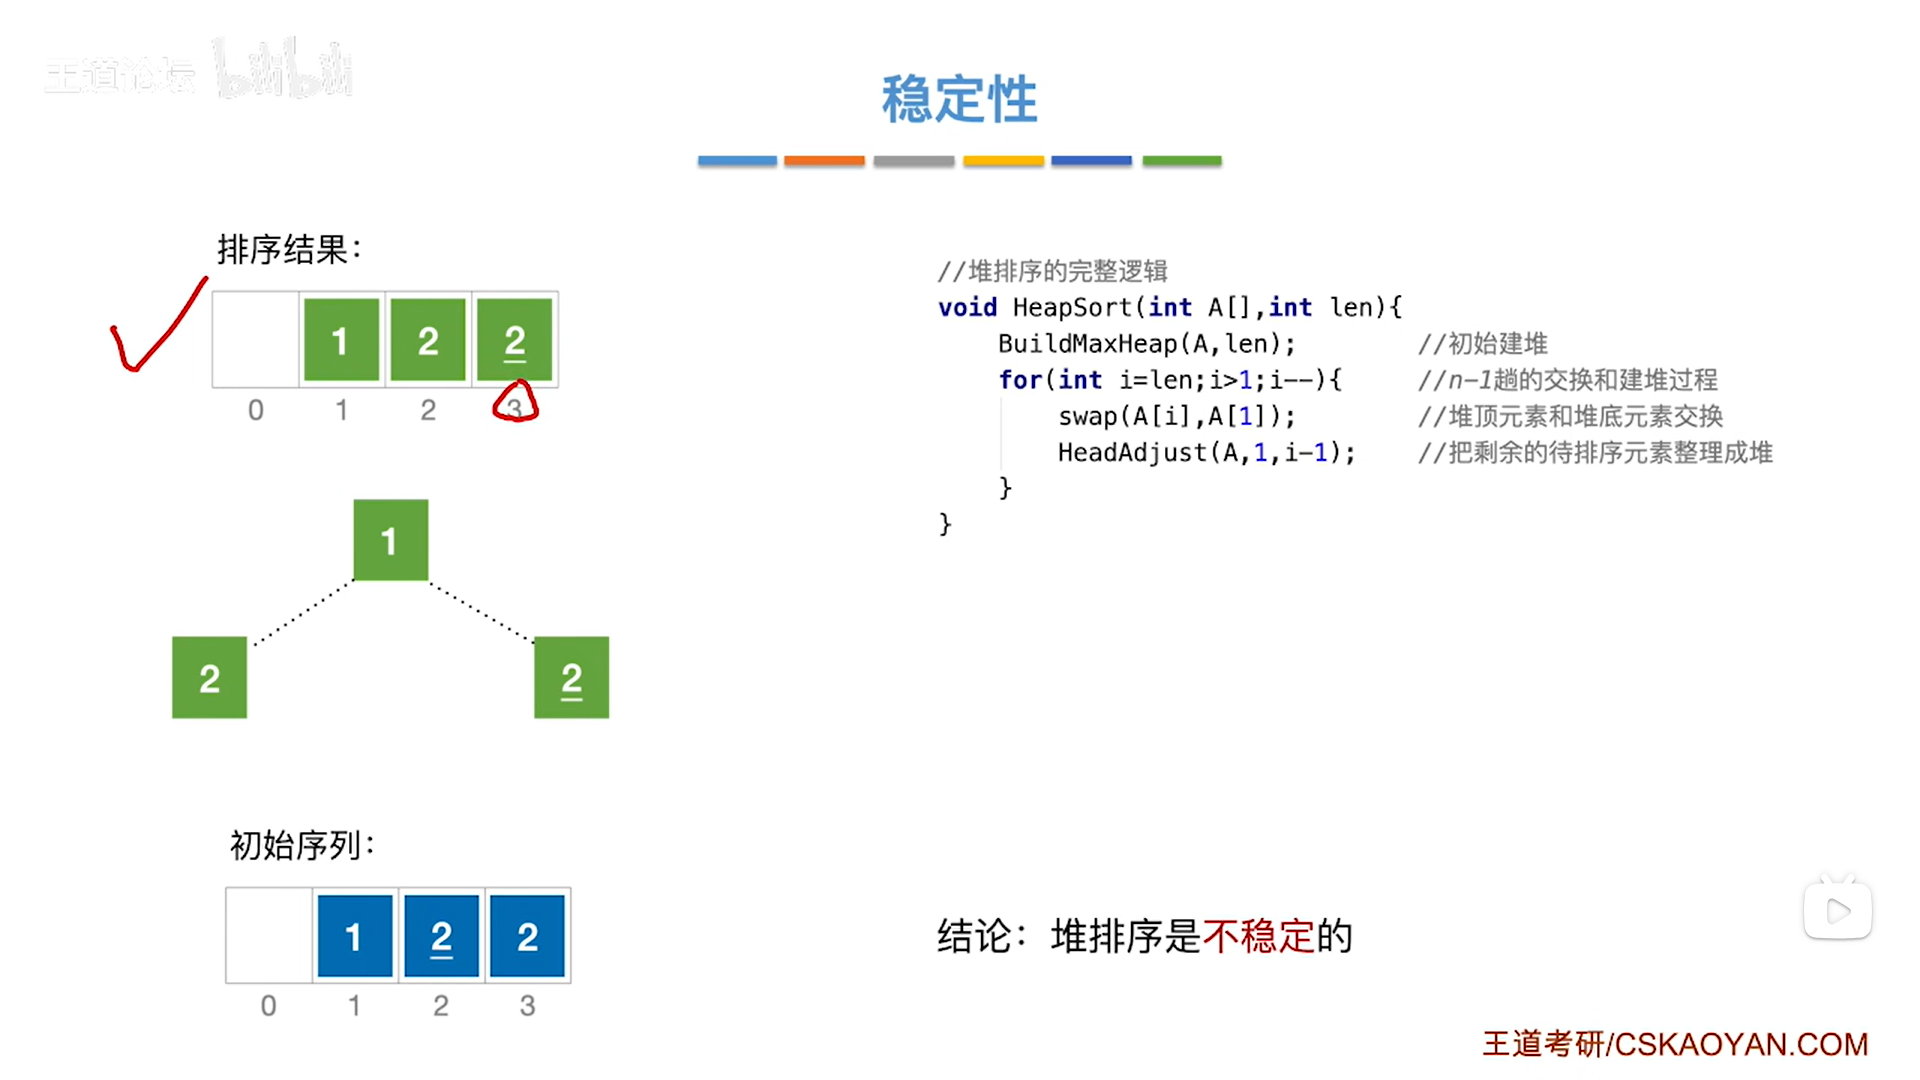 王道论坛 bilibili
稳定性
排序结果：
1 2 2
0 1 2 3
1
2 2
初始序列：
1 2 2
0 1 2 3
//堆排序的完整逻辑
void HeapSort(int A[],int len){
BuildMaxHeap(A,len); //初始建堆
for(int i=len;i>1;i--){ //n-1趟的交换和建堆过程
swap(A[i],A[1]); //堆顶元素和堆底元素交换
HeadAdjust(A,1,i-1); //把剩余的待排序元素整理成堆
}
}
结论：堆排序是不稳定的
王道考研/CSKAOYAN.COM